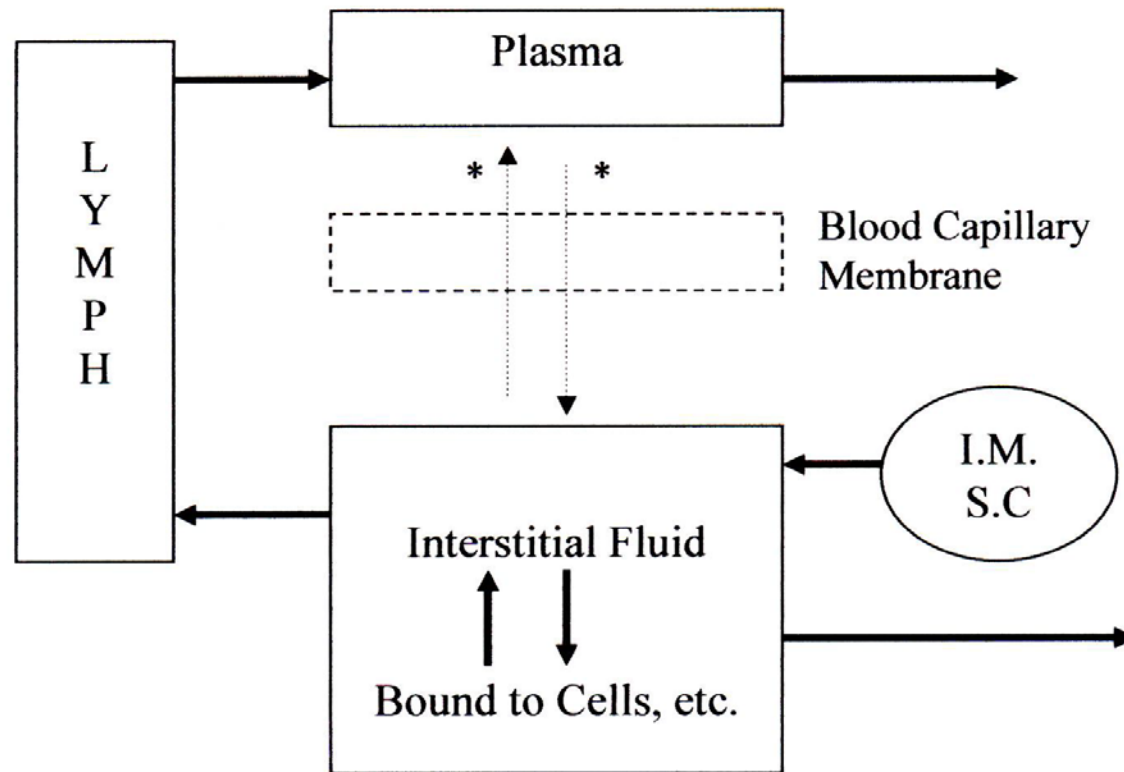 Plasma
L
Y
M
P
H
* *
Blood Capillary
Membrane
I.M.
S.C
Interstitial Fluid
Bound to Cells, etc.